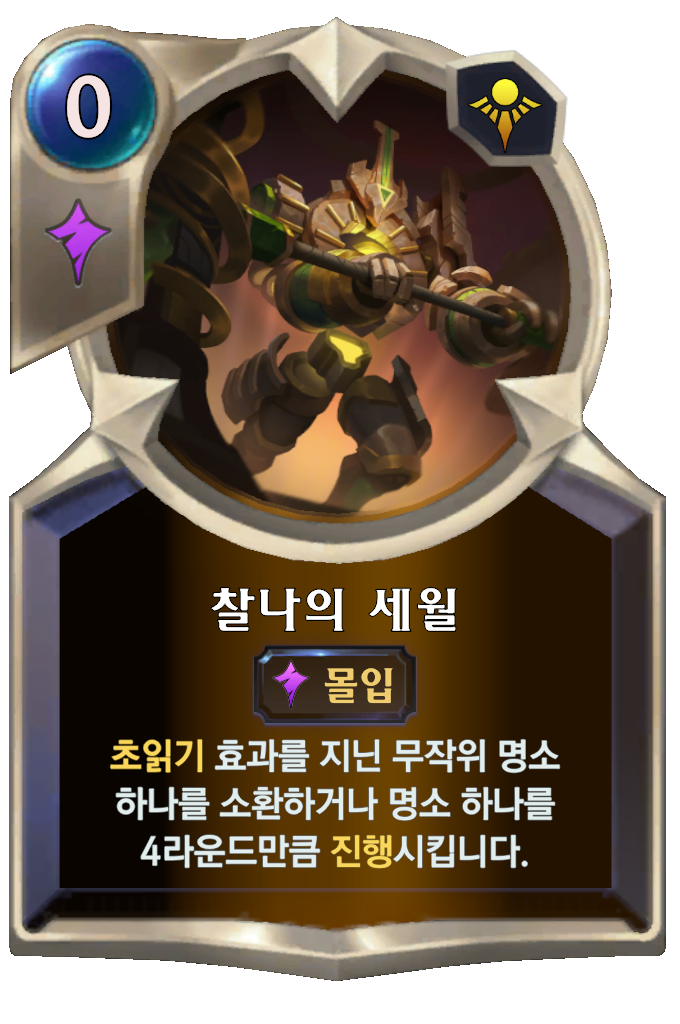 0
찰나의 세월
몰입
초읽기 효과를 지닌 무작위 명소
하나를 소환하거나 명소 하나를
4라운드만큼 진행시킵니다.